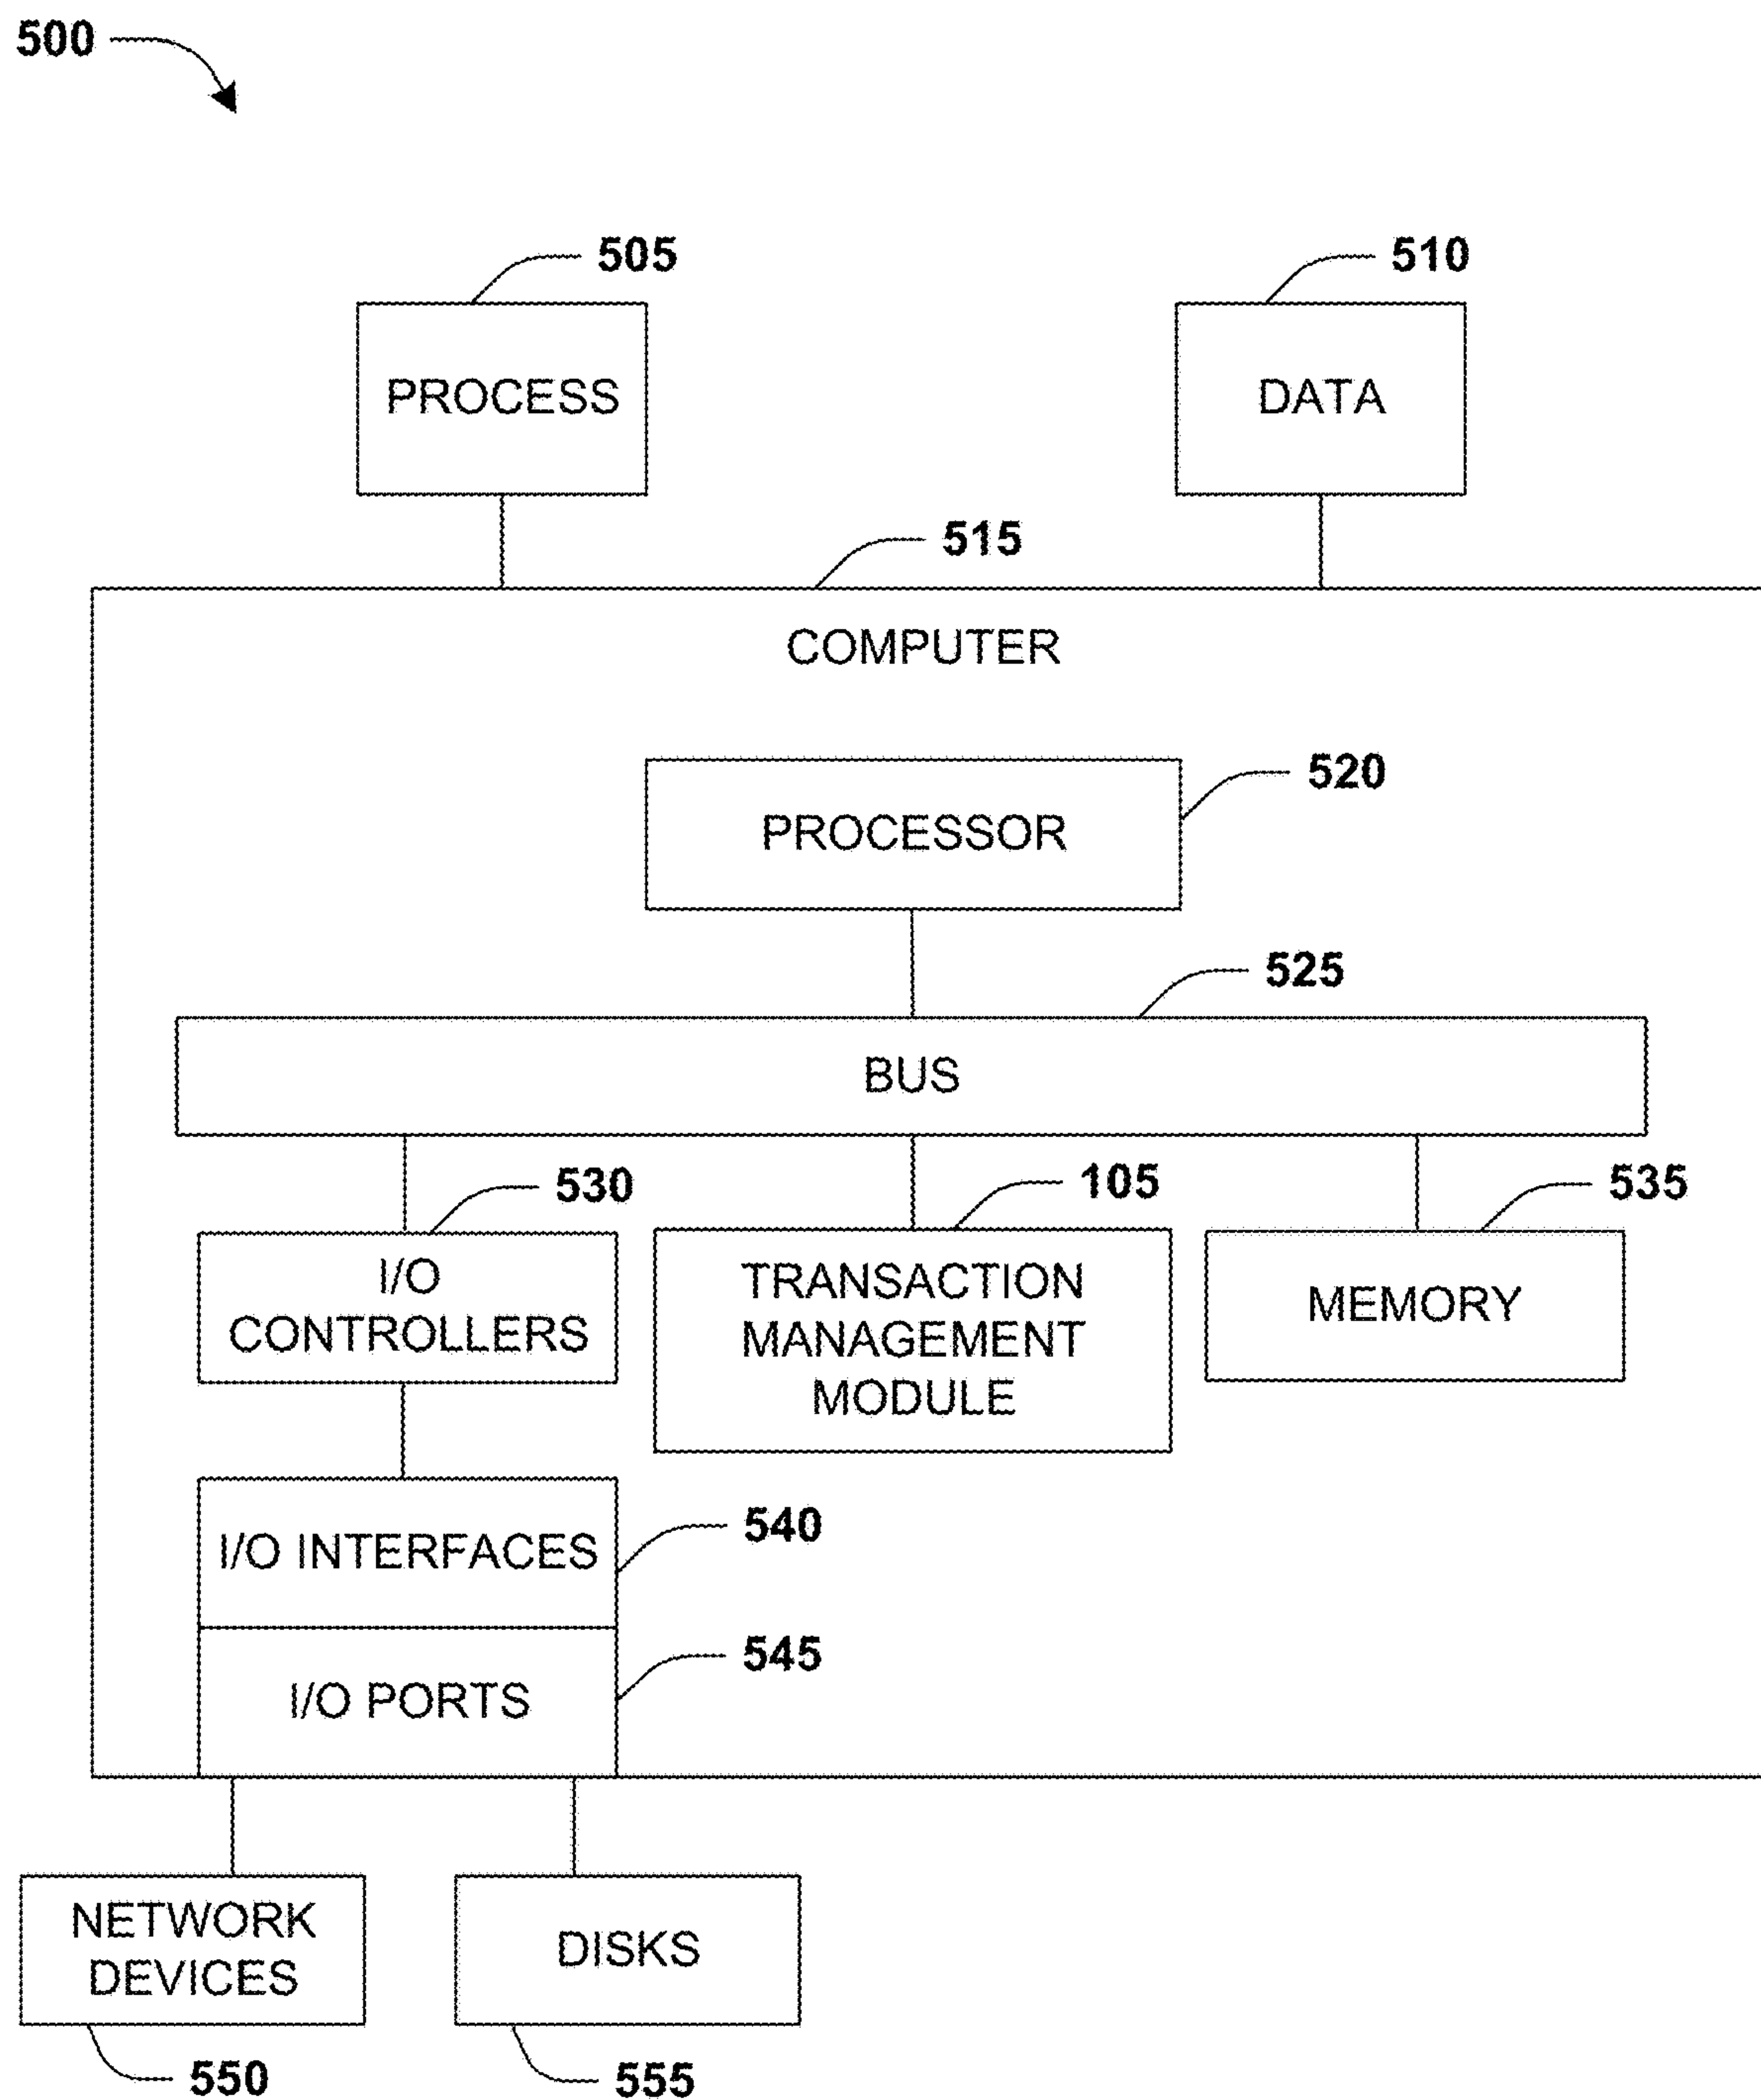 500
505
510
PROCESS
DATA
515
COMPUTER
520
PROCESSOR
525
BUS
530
105
535
I/O
CONTROLLERS
TRANSACTION
MANAGEMENT
MODULE
MEMORY
540
I/O INTERFACES
545
I/O PORTS
NETWORK
DEVICES
DISKS
550
555